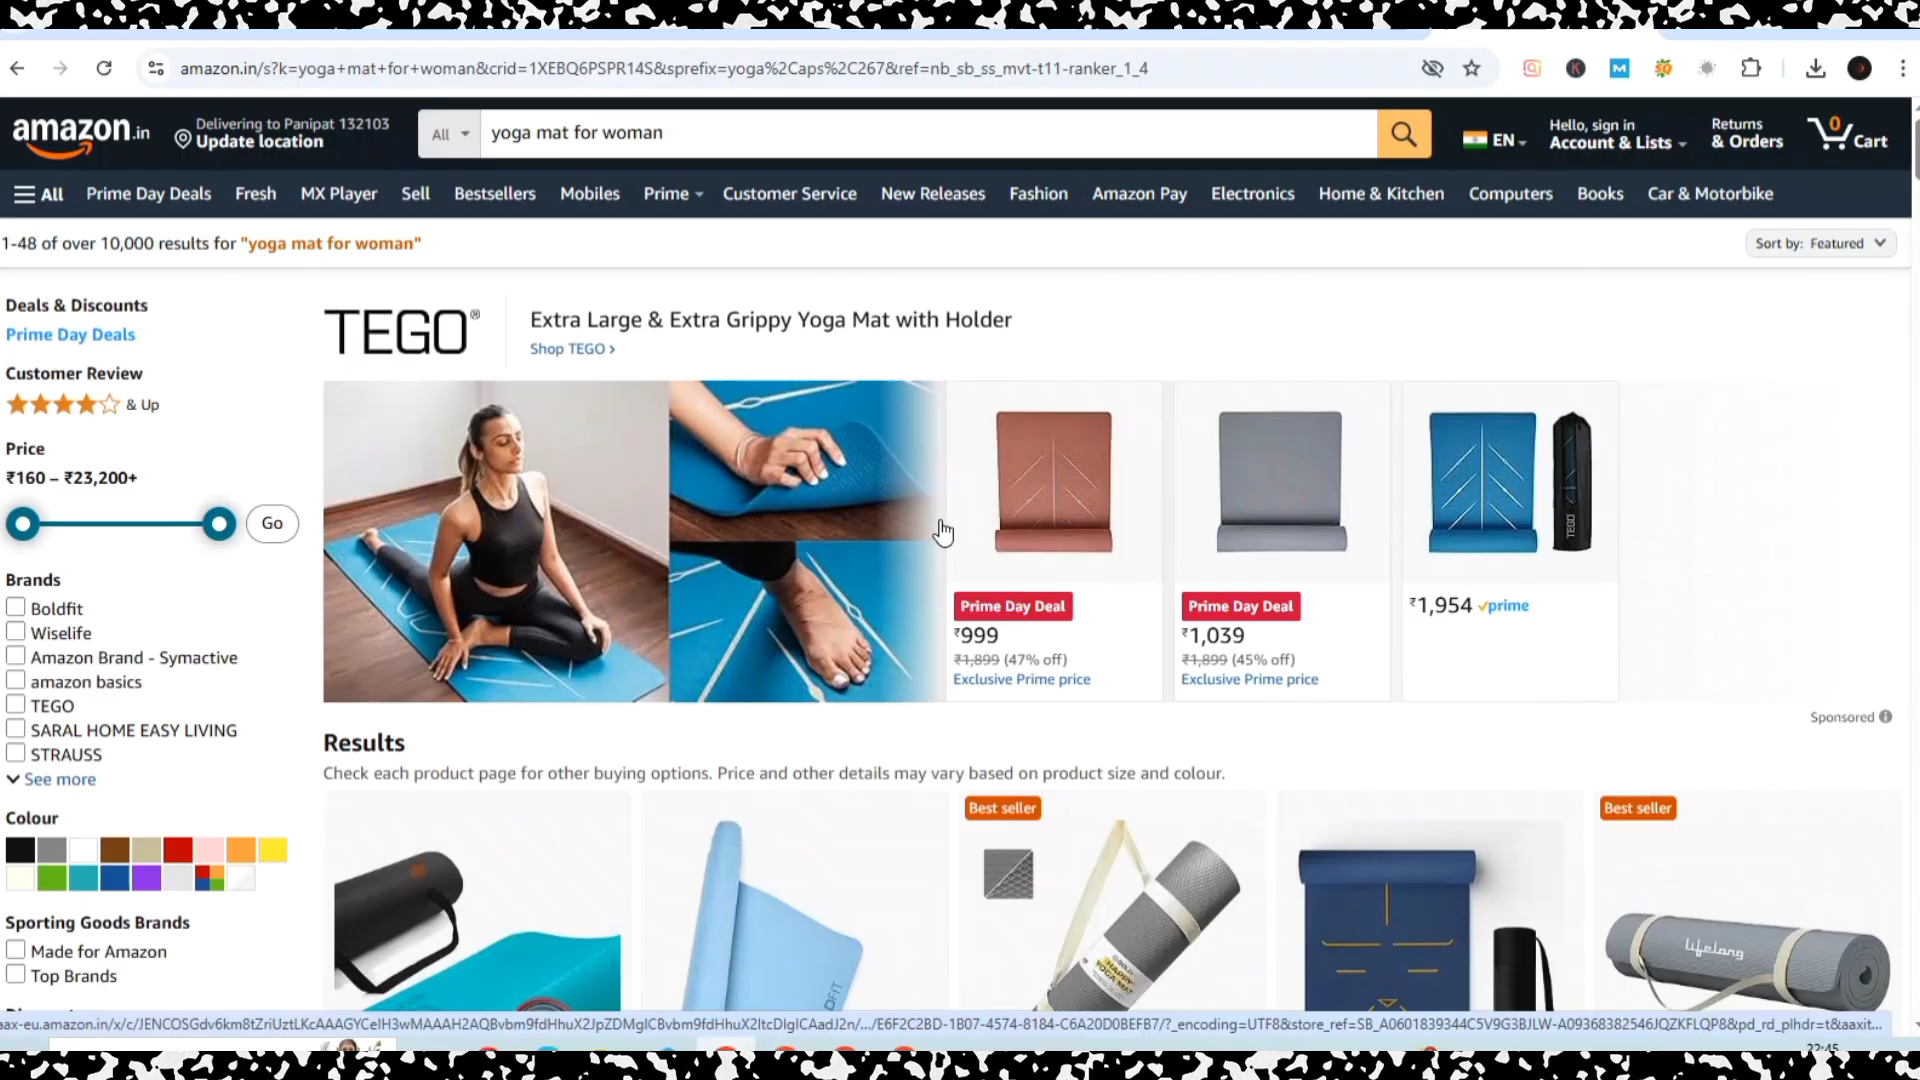 amazon.in/s?k=yoga+mat+for+woman&crid=1XEBQ6PSPR14S&sprefix=yoga%2Caps%2C267&ref=nb_sb_ss_mvt-t11-ranker_1_4
amazon.in
Delivering to Panipat 132103
Update location
All
yoga mat for woman
EN
Hello, sign in
Account & Lists
Returns
& Orders
0
Cart
All Prime Day Deals Fresh MX Player Sell Bestsellers Mobiles Prime Customer Service New Releases Fashion Amazon Pay Electronics Home & Kitchen Computers Books Car & Motorbike
1-48 of over 10,000 results for "yoga mat for woman"
Sort by: Featured
Deals & Discounts
Prime Day Deals
Customer Review
& Up
Price
₹160 – ₹23,200+
Go
Brands
Boldfit
Wiselife
Amazon Brand - Symactive
amazon basics
TEGO
SARAL HOME EASY LIVING
STRAUSS
See more
Colour
Sporting Goods Brands
Made for Amazon
Top Brands
TEGO®
Extra Large & Extra Grippy Yoga Mat with Holder
Shop TEGO ›
TEGO
Prime Day Deal
₹999
₹1,899 (47% off)
Exclusive Prime price
Prime Day Deal
₹1,039
₹1,899 (45% off)
Exclusive Prime price
₹1,954 prime
Sponsored
Results
Check each product page for other buying options. Price and other details may vary based on product size and colour.
Best seller
BOLDFIT
HAPPY
YOGA MAT
Best seller
lifelong
22:45